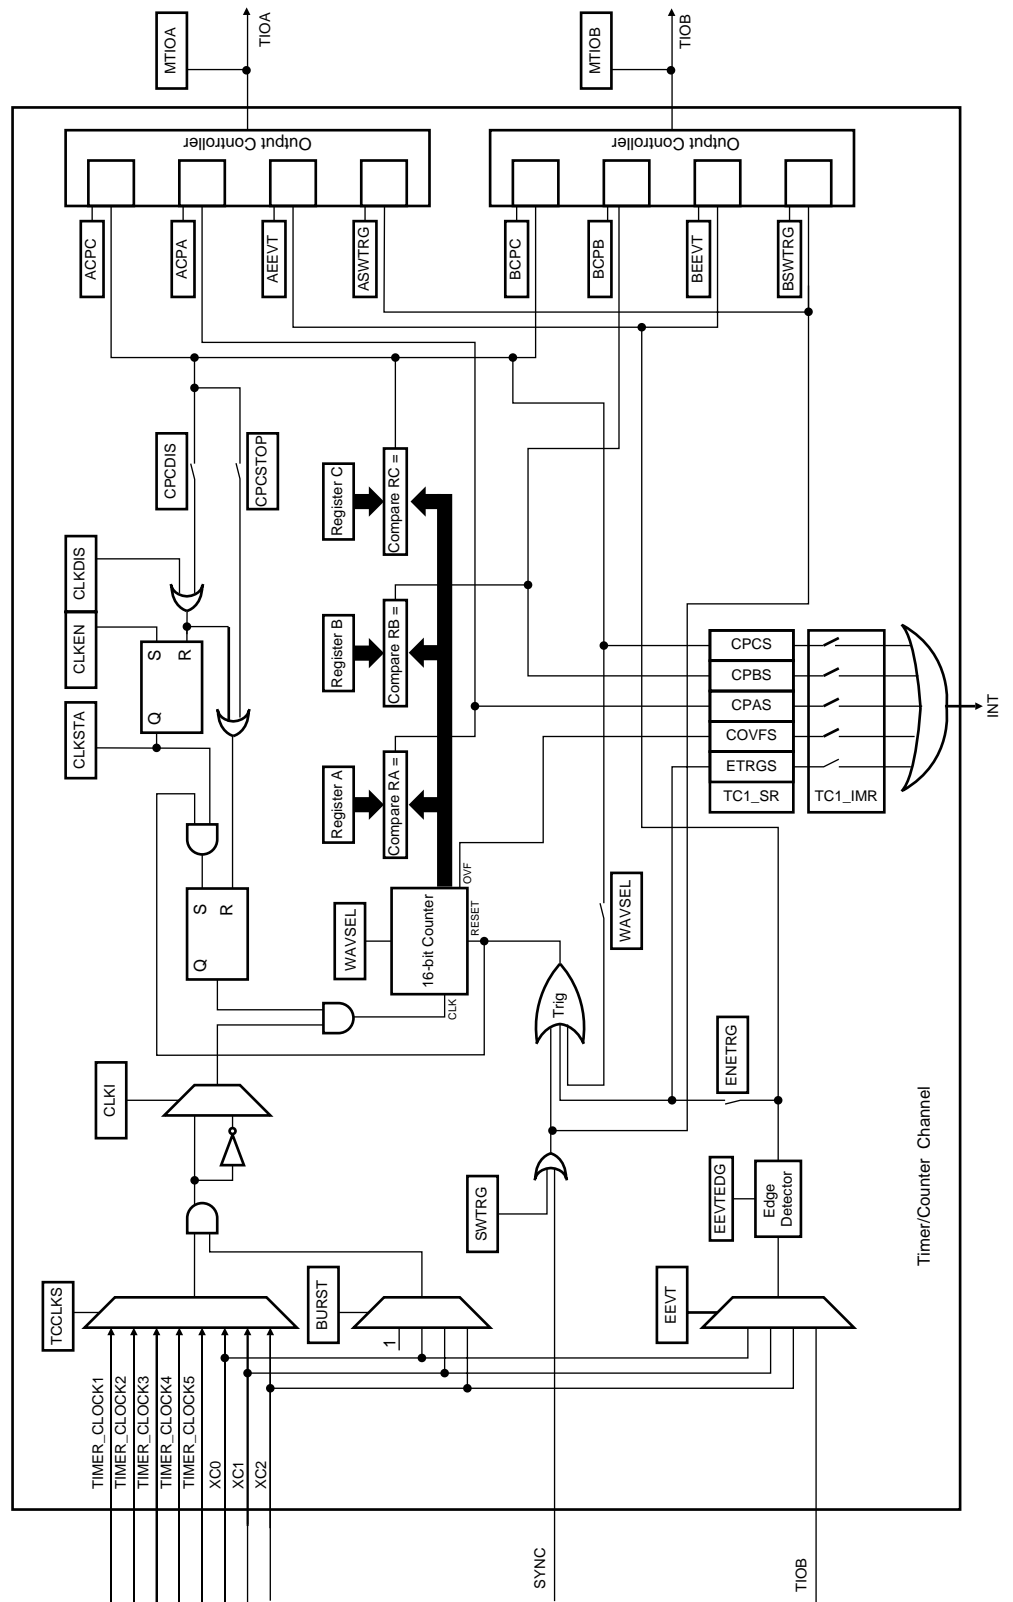 TIOA
MTIOA
TIOB
MTIOB
Output Controller
Output Controller
ACPC
ACPA
AEEVT
ASWTRG
BCPC
BCPB
BEEVT
BSWTRG
CPCDIS
CPCSTOP
CLKDIS
CLKEN
CLKSTA
S
R
Q
Register C
Compare RC =
Register B
Compare RB =
Register A
Compare RA =
CPCS
CPBS
CPAS
COVFS
ETRGS
TC1_SR
TC1_IMR
INT
S
R
Q
WAVSEL
16-bit Counter
OVF
RESET
CLK
WAVSEL
Trig
CLKI
ENETRG
SWTRG
EEVTEDG
Edge
Detector
Timer/Counter Channel
TCCLKS
BURST
1
EEVT
TIMER_CLOCK1
TIMER_CLOCK2
TIMER_CLOCK3
TIMER_CLOCK4
TIMER_CLOCK5
XC0
XC1
XC2
SYNC
TIOB